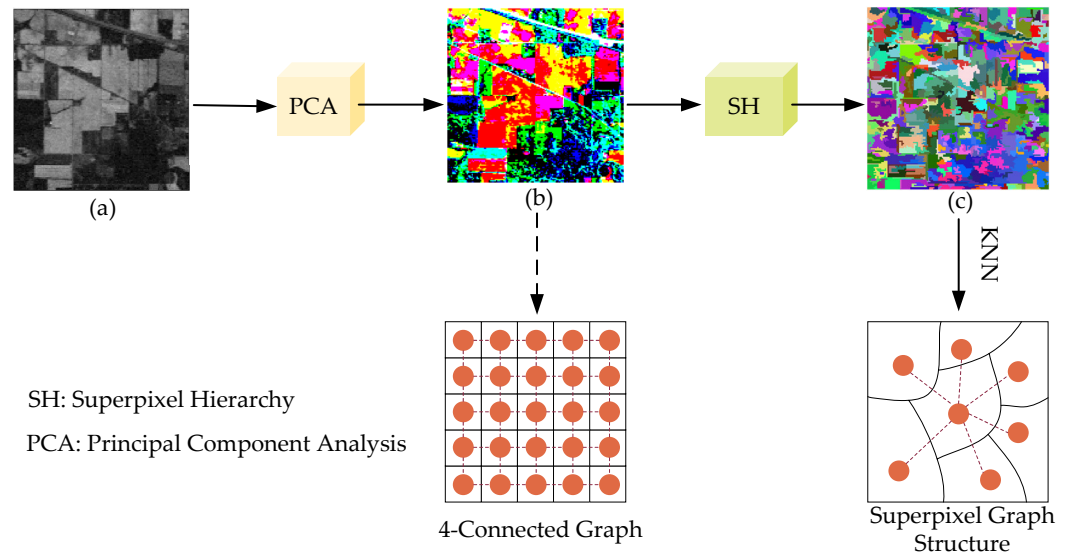 PCA
SH
(a)
(b)
(c)
KNN
SH: Superpixel Hierarchy
PCA: Principal Component Analysis
4-Connected Graph
Superpixel Graph
Structure